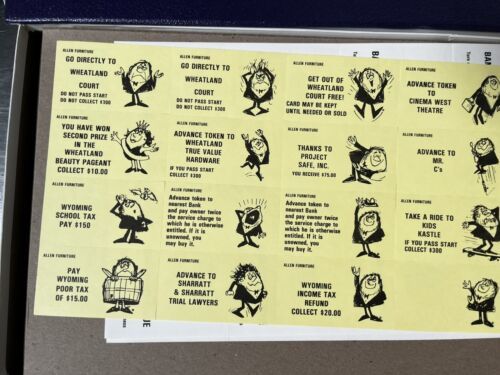 ALLEN FURNITURE
GO DIRECTLY TO
WHEATLAND
COURT
DO NOT PASS START
DO NOT COLLECT $300
ALLEN FURNITURE
GO DIRECTLY TO
WHEATLAND
COURT
DO NOT PASS START
DO NOT COLLECT $300
ALLEN FURNITURE
GET OUT OF
WHEATLAND
COURT FREE!
CARD MAY BE KEPT
UNTIL NEEDED OR SOLD
ALLEN FURNITURE
ADVANCE TOKEN TO
CINEMA WEST
THEATRE
ALLEN FURNITURE
YOU HAVE WON
SECOND PRIZE
IN THE
WHEATLAND
BEAUTY PAGEANT
COLLECT $10.00
ALLEN FURNITURE
ADVANCE TOKEN TO
WHEATLAND
TRUE VALUE
HARDWARE
IF YOU PASS START
COLLECT $300
ALLEN FURNITURE
THANKS TO
PROJECT
SAFE, INC.
YOU RECEIVE $75.00
ALLEN FURNITURE
ADVANCE TO
MR.
C's
ALLEN FURNITURE
WYOMING
SCHOOL TAX
PAY $150
ALLEN FURNITURE
Advance token to
nearest Bank
and pay owner twice
the service charge to
which he is otherwise
entitled. If it is
unowned, you
may buy it.
ALLEN FURNITURE
Advance token to
nearest Bank
and pay owner twice
the service charge to
which he is otherwise
entitled. If it is
unowned, you
may buy it.
ALLEN FURNITURE
TAKE A RIDE TO
KIDS
KASTLE
IF YOU PASS START
COLLECT $300
ALLEN FURNITURE
PAY
WYOMING
POOR TAX
OF $15.00
ALLEN FURNITURE
ADVANCE TO
SHARRATT
& SHARRATT
TRIAL LAWYERS
ALLEN FURNITURE
WYOMING
INCOME TAX
REFUND
COLLECT $20.00
ALLEN FURNITURE